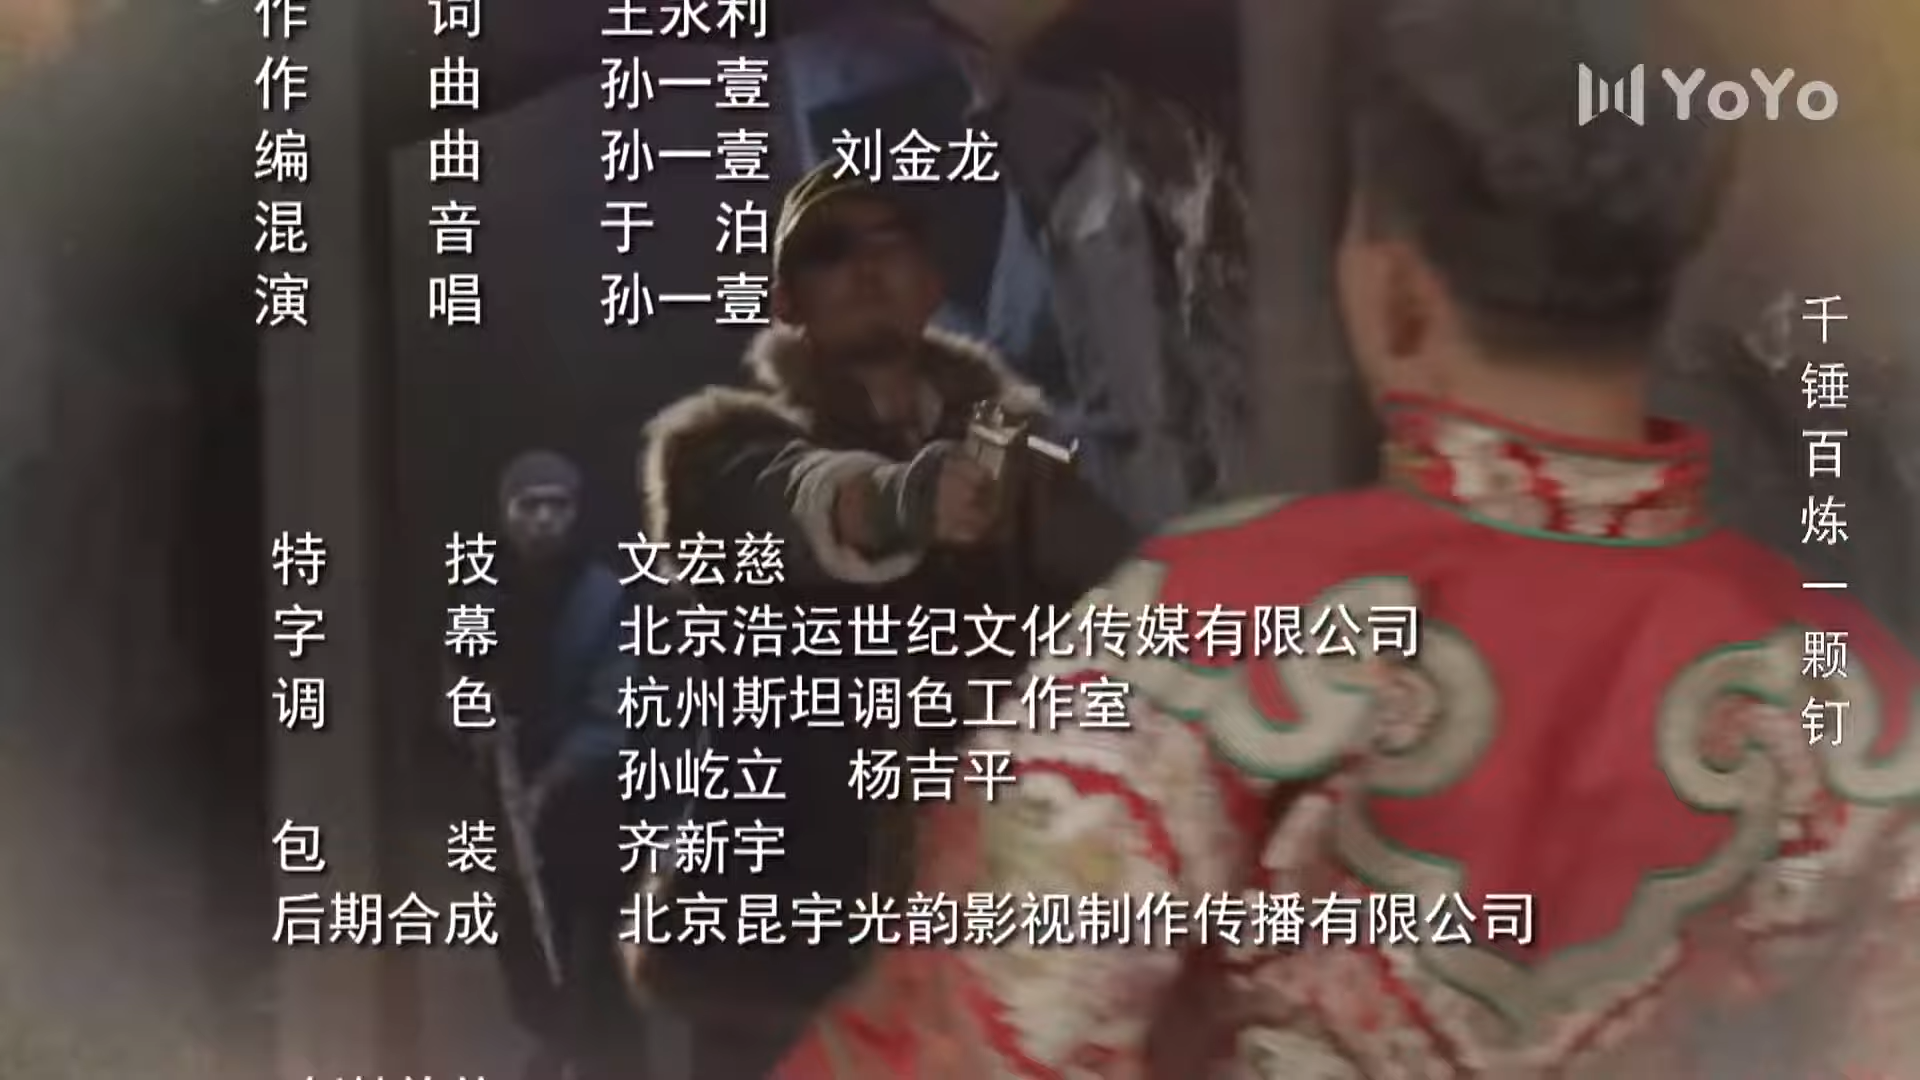 作 词 王永利
作 曲 孙一壹
编 曲 孙一壹 刘金龙
混 音 于 泊
演 唱 孙一壹
特 技 文宏慈
字 幕 北京浩运世纪文化传媒有限公司
调 色 杭州斯坦调色工作室
孙屹立 杨吉平
包 装 齐新宇
后期合成 北京昆宇光韵影视制作传播有限公司
YoYo
千锤百炼一颗钉